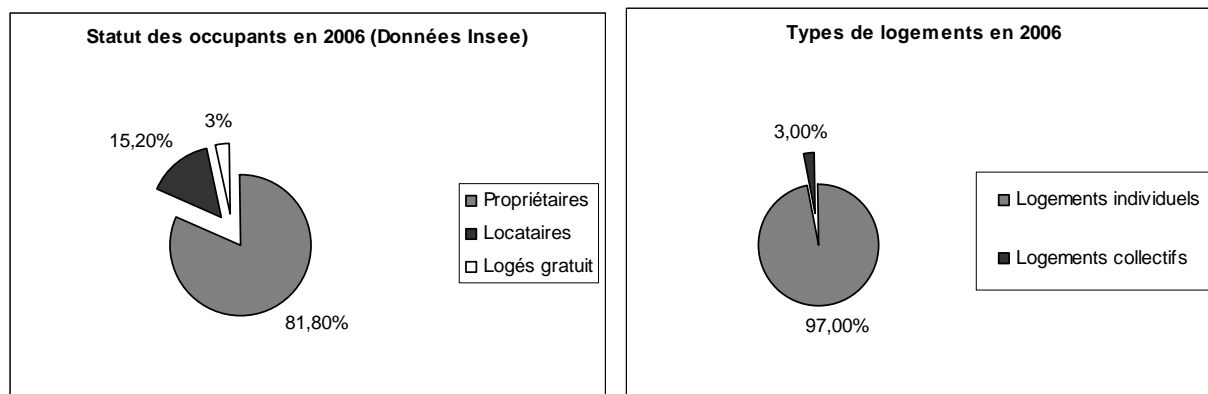 Statut des occupants en 2006 (Données Insee)
3%
15,20%
81,80%
Propriétaires
Locataires
Logés gratuit
Types de logements en 2006
3,00%
97,00%
Logements individuels
Logements collectifs